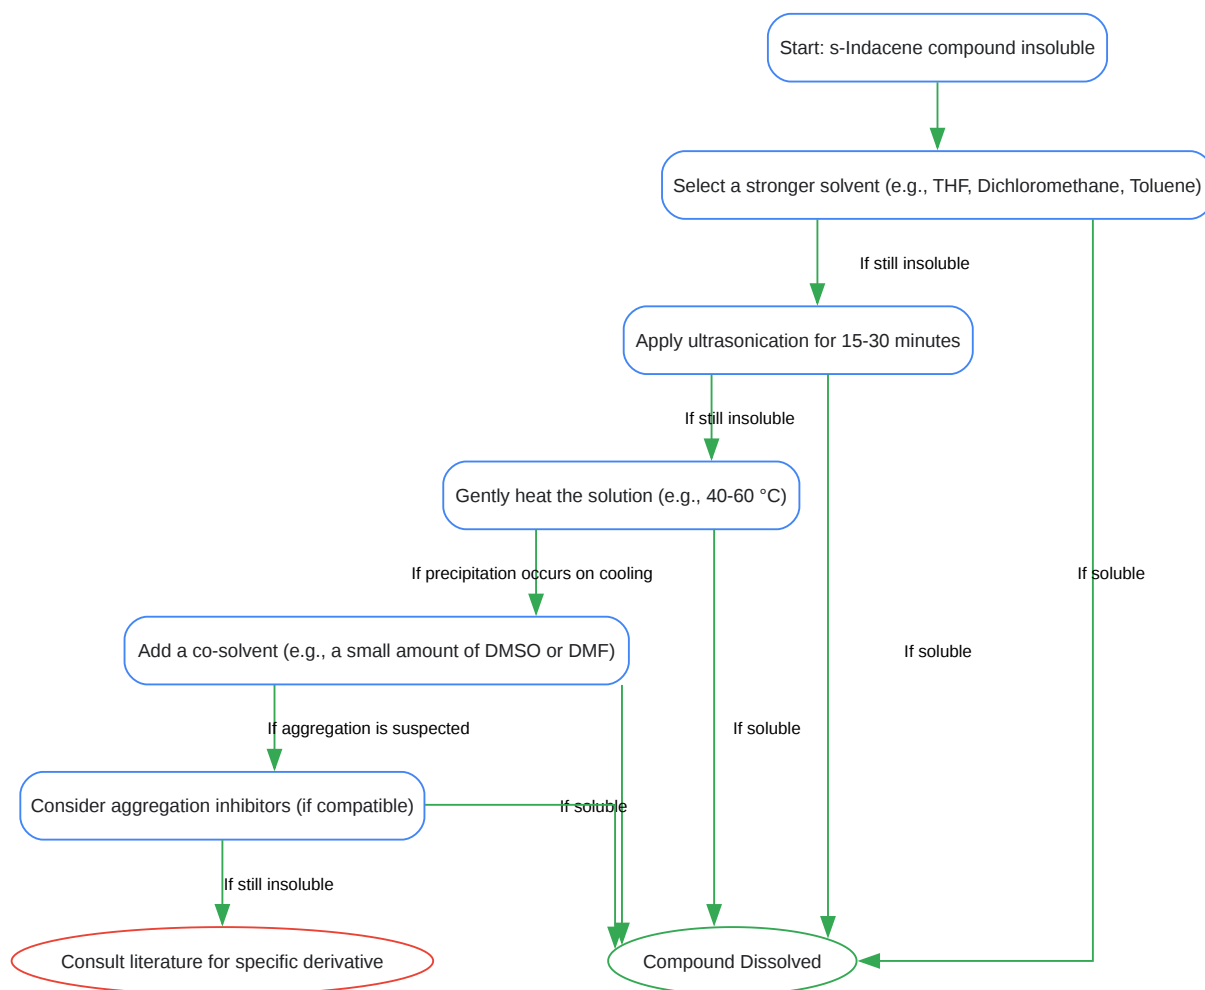 Start: s-Indacene compound insoluble
Select a stronger solvent (e.g., THF, Dichloromethane, Toluene)
If still insoluble
Apply ultrasonication for 15-30 minutes
If still insoluble
Gently heat the solution (e.g., 40-60 °C)
If precipitation occurs on cooling
If soluble
Add a co-solvent (e.g., a small amount of DMSO or DMF)
If soluble
If aggregation is suspected
If soluble
Consider aggregation inhibitors (if compatible)
If soluble
If still insoluble
Consult literature for specific derivative
Compound Dissolved